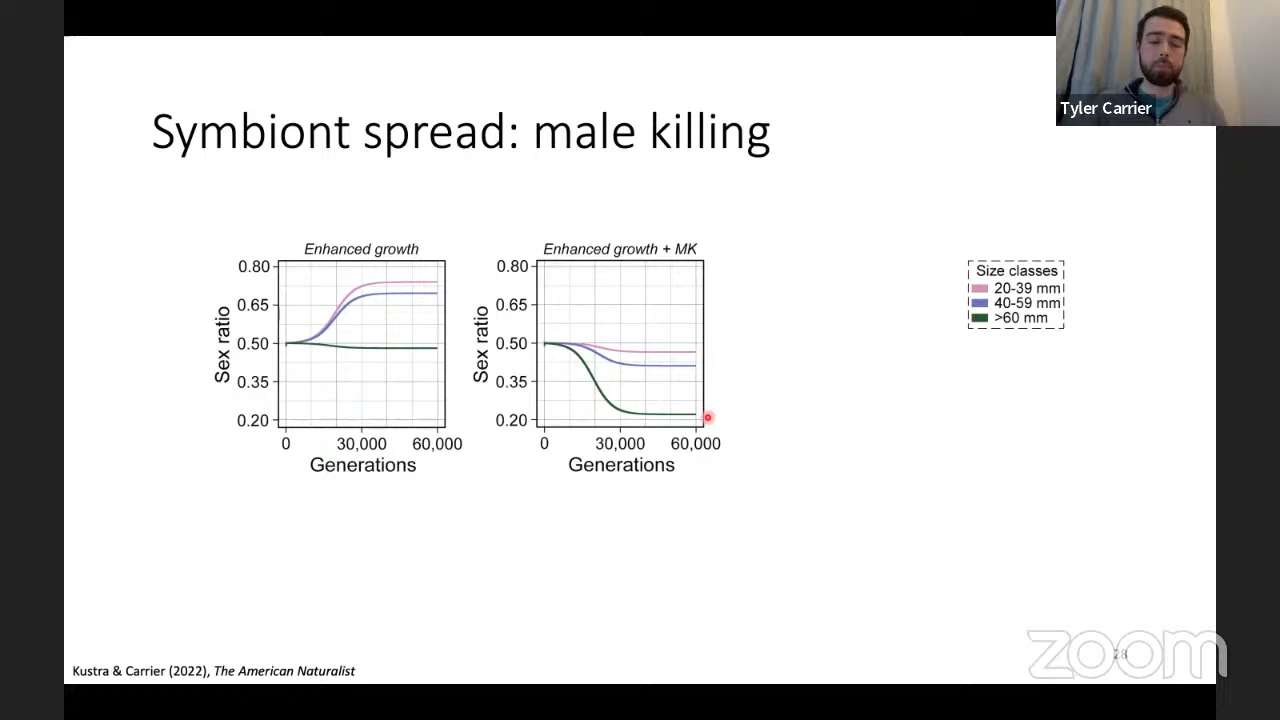 Tyler Carrier
Symbiont spread: male killing
Enhanced growth
0.80
0.65
0.50
0.35
0.20
Sex ratio
0
30,000
60,000
Generations
Enhanced growth + MK
0.80
0.65
0.50
0.35
0.20
Sex ratio
0
30,000
60,000
Generations
Size classes
20-39 mm
40-59 mm
>60 mm
Kustra & Carrier (2022), The American Naturalist
28
zoom